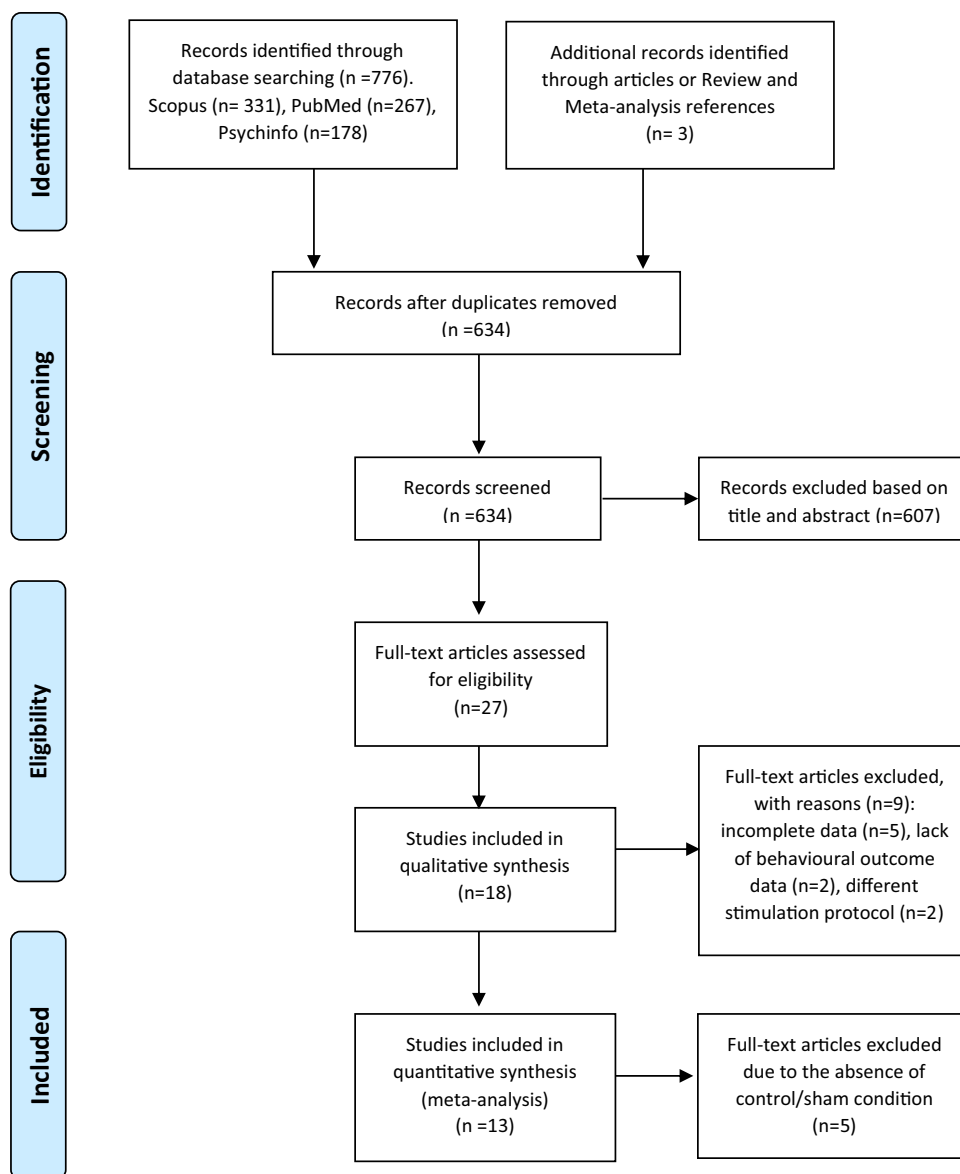 Identification
Records identified through
database searching (n =776).
Scopus (n= 331), PubMed (n=267),
Psychinfo (n=178)
Additional records identified
through articles or Review and
Meta-analysis references
(n= 3)
Screening
Records after duplicates removed
(n =634)
Records screened
(n =634)
Records excluded based on
title and abstract (n=607)
Eligibility
Full-text articles assessed
for eligibility
(n=27)
Studies included in
qualitative synthesis
(n=18)
Full-text articles excluded,
with reasons (n=9):
incomplete data (n=5), lack
of behavioural outcome
data (n=2), different
stimulation protocol (n=2)
Included
Studies included in
quantitative synthesis
(meta-analysis)
(n =13)
Full-text articles excluded
due to the absence of
control/sham condition
(n=5)